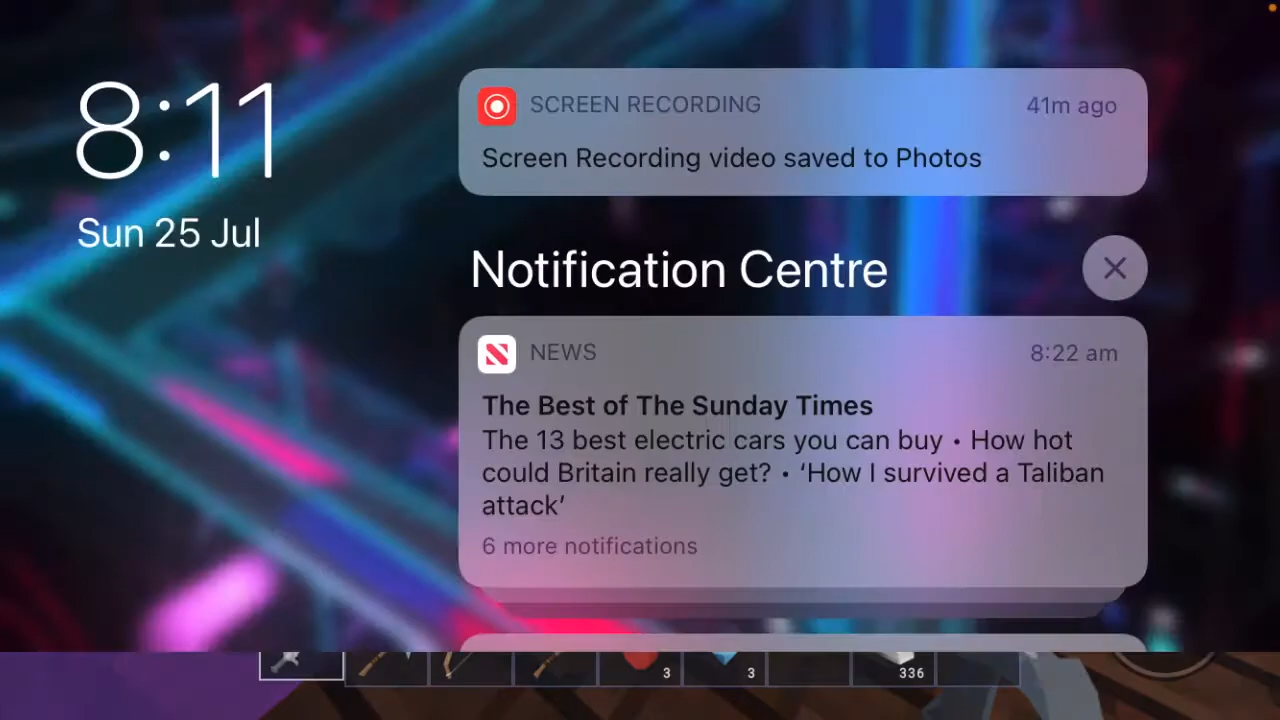 8:11
Sun 25 Jul
SCREEN RECORDING
41m ago
Screen Recording video saved to Photos
Notification Centre
NEWS
8:22 am
The Best of The Sunday Times
The 13 best electric cars you can buy • How hot
could Britain really get? • ‘How I survived a Taliban
attack’
6 more notifications
3
3
336